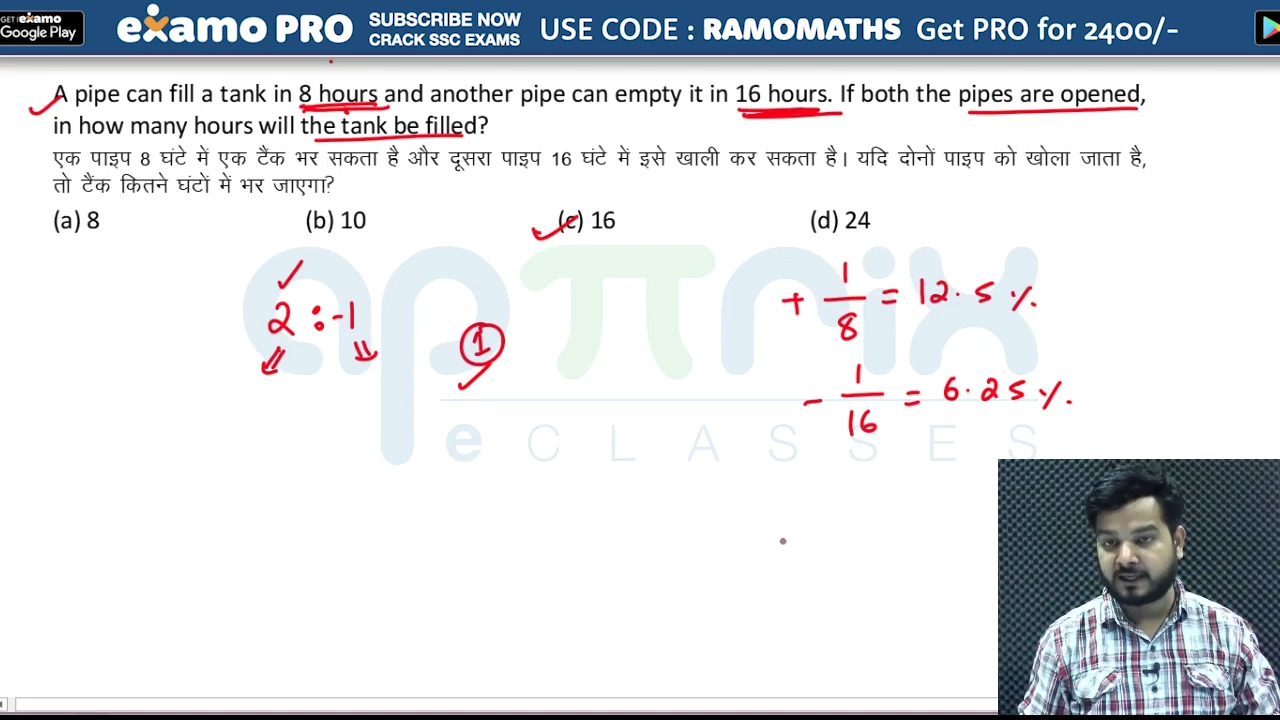 GET examo
Google Play
examo PRO
SUBSCRIBE NOW
CRACK SSC EXAMS
USE CODE : RAMOMATHS Get PRO for 2400/-
A pipe can fill a tank in 8 hours and another pipe can empty it in 16 hours. If both the pipes are opened,
in how many hours will the tank be filled?
एक पाइप 8 घंटे में एक टैंक भर सकता है और दूसरा पाइप 16 घंटे में इसे खाली कर सकता है। यदि दोनों पाइप को खोला जाता है,
तो टैंक कितने घंटों में भर जाएगा?
(a) 8 (b) 10 (c) 16 (d) 24
2 : -1
1
+ 1/8 = 12.5 %
- 1/16 = 6.25 %
apπrix
e CLASSES